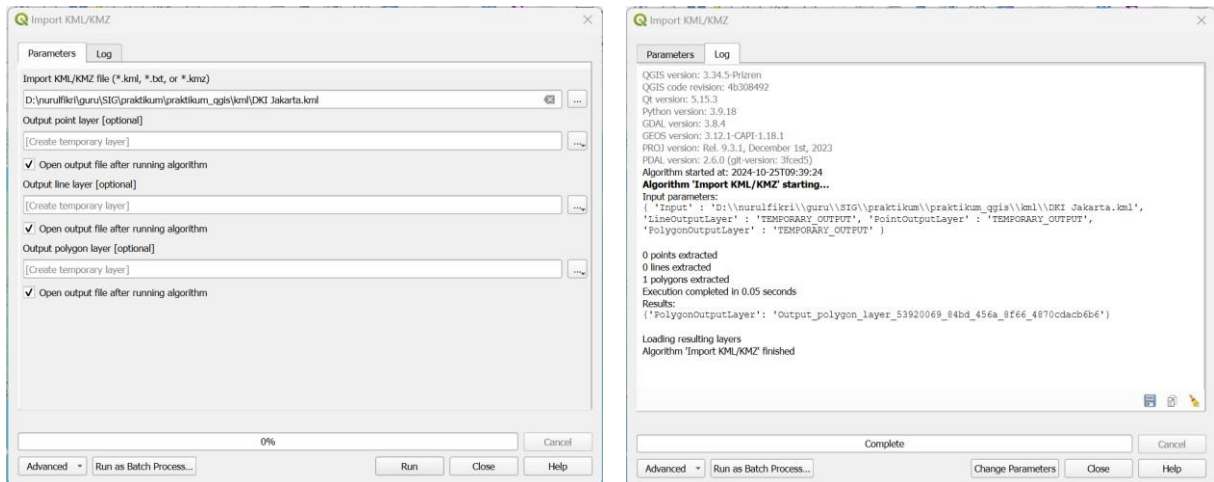 Import KML/KMZ
Parameters
Log
Import KML/KMZ file (*.kml, *.txt, or *.kmz)
D:\nurulfikri\guru\SIG\praktikum\praktikum_qgis\kml\DKI Jakarta.kml
...
Output point layer [optional]
[Create temporary layer]
...
Open output file after running algorithm
Output line layer [optional]
[Create temporary layer]
...
Open output file after running algorithm
Output polygon layer [optional]
[Create temporary layer]
...
Open output file after running algorithm
0%
Cancel
Advanced
Run as Batch Process...
Run
Close
Help
Import KML/KMZ
Parameters
Log
QGIS version: 3.34.5-Prizren
QGIS code revision: 4b308492
Qt version: 5.15.3
Python version: 3.9.18
GDAL version: 3.8.4
GEOS version: 3.12.1-CAPI-1.18.1
PROJ version: Rel. 9.3.1, December 1st, 2023
PDAL version: 2.6.0 (git-version: 3fced5)
Algorithm started at: 2024-10-25T09:39:24
Algorithm 'Import KML/KMZ' starting...
Input parameters:
{ 'Input' : 'D:\\nurulfikri\\guru\\SIG\\praktikum\\praktikum_qgis\\kml\\DKI Jakarta.kml',
'LineOutputLayer' : 'TEMPORARY_OUTPUT', 'PointOutputLayer' : 'TEMPORARY_OUTPUT',
'PolygonOutputLayer' : 'TEMPORARY_OUTPUT' }
0 points extracted
0 lines extracted
1 polygons extracted
Execution completed in 0.05 seconds
Results:
{'PolygonOutputLayer': 'Output_polygon_layer_53920069_84bd_456a_8f66_4870cdacb6b6'}
Loading resulting layers
Algorithm 'Import KML/KMZ' finished
Complete
Cancel
Advanced
Run as Batch Process...
Change Parameters
Close
Help